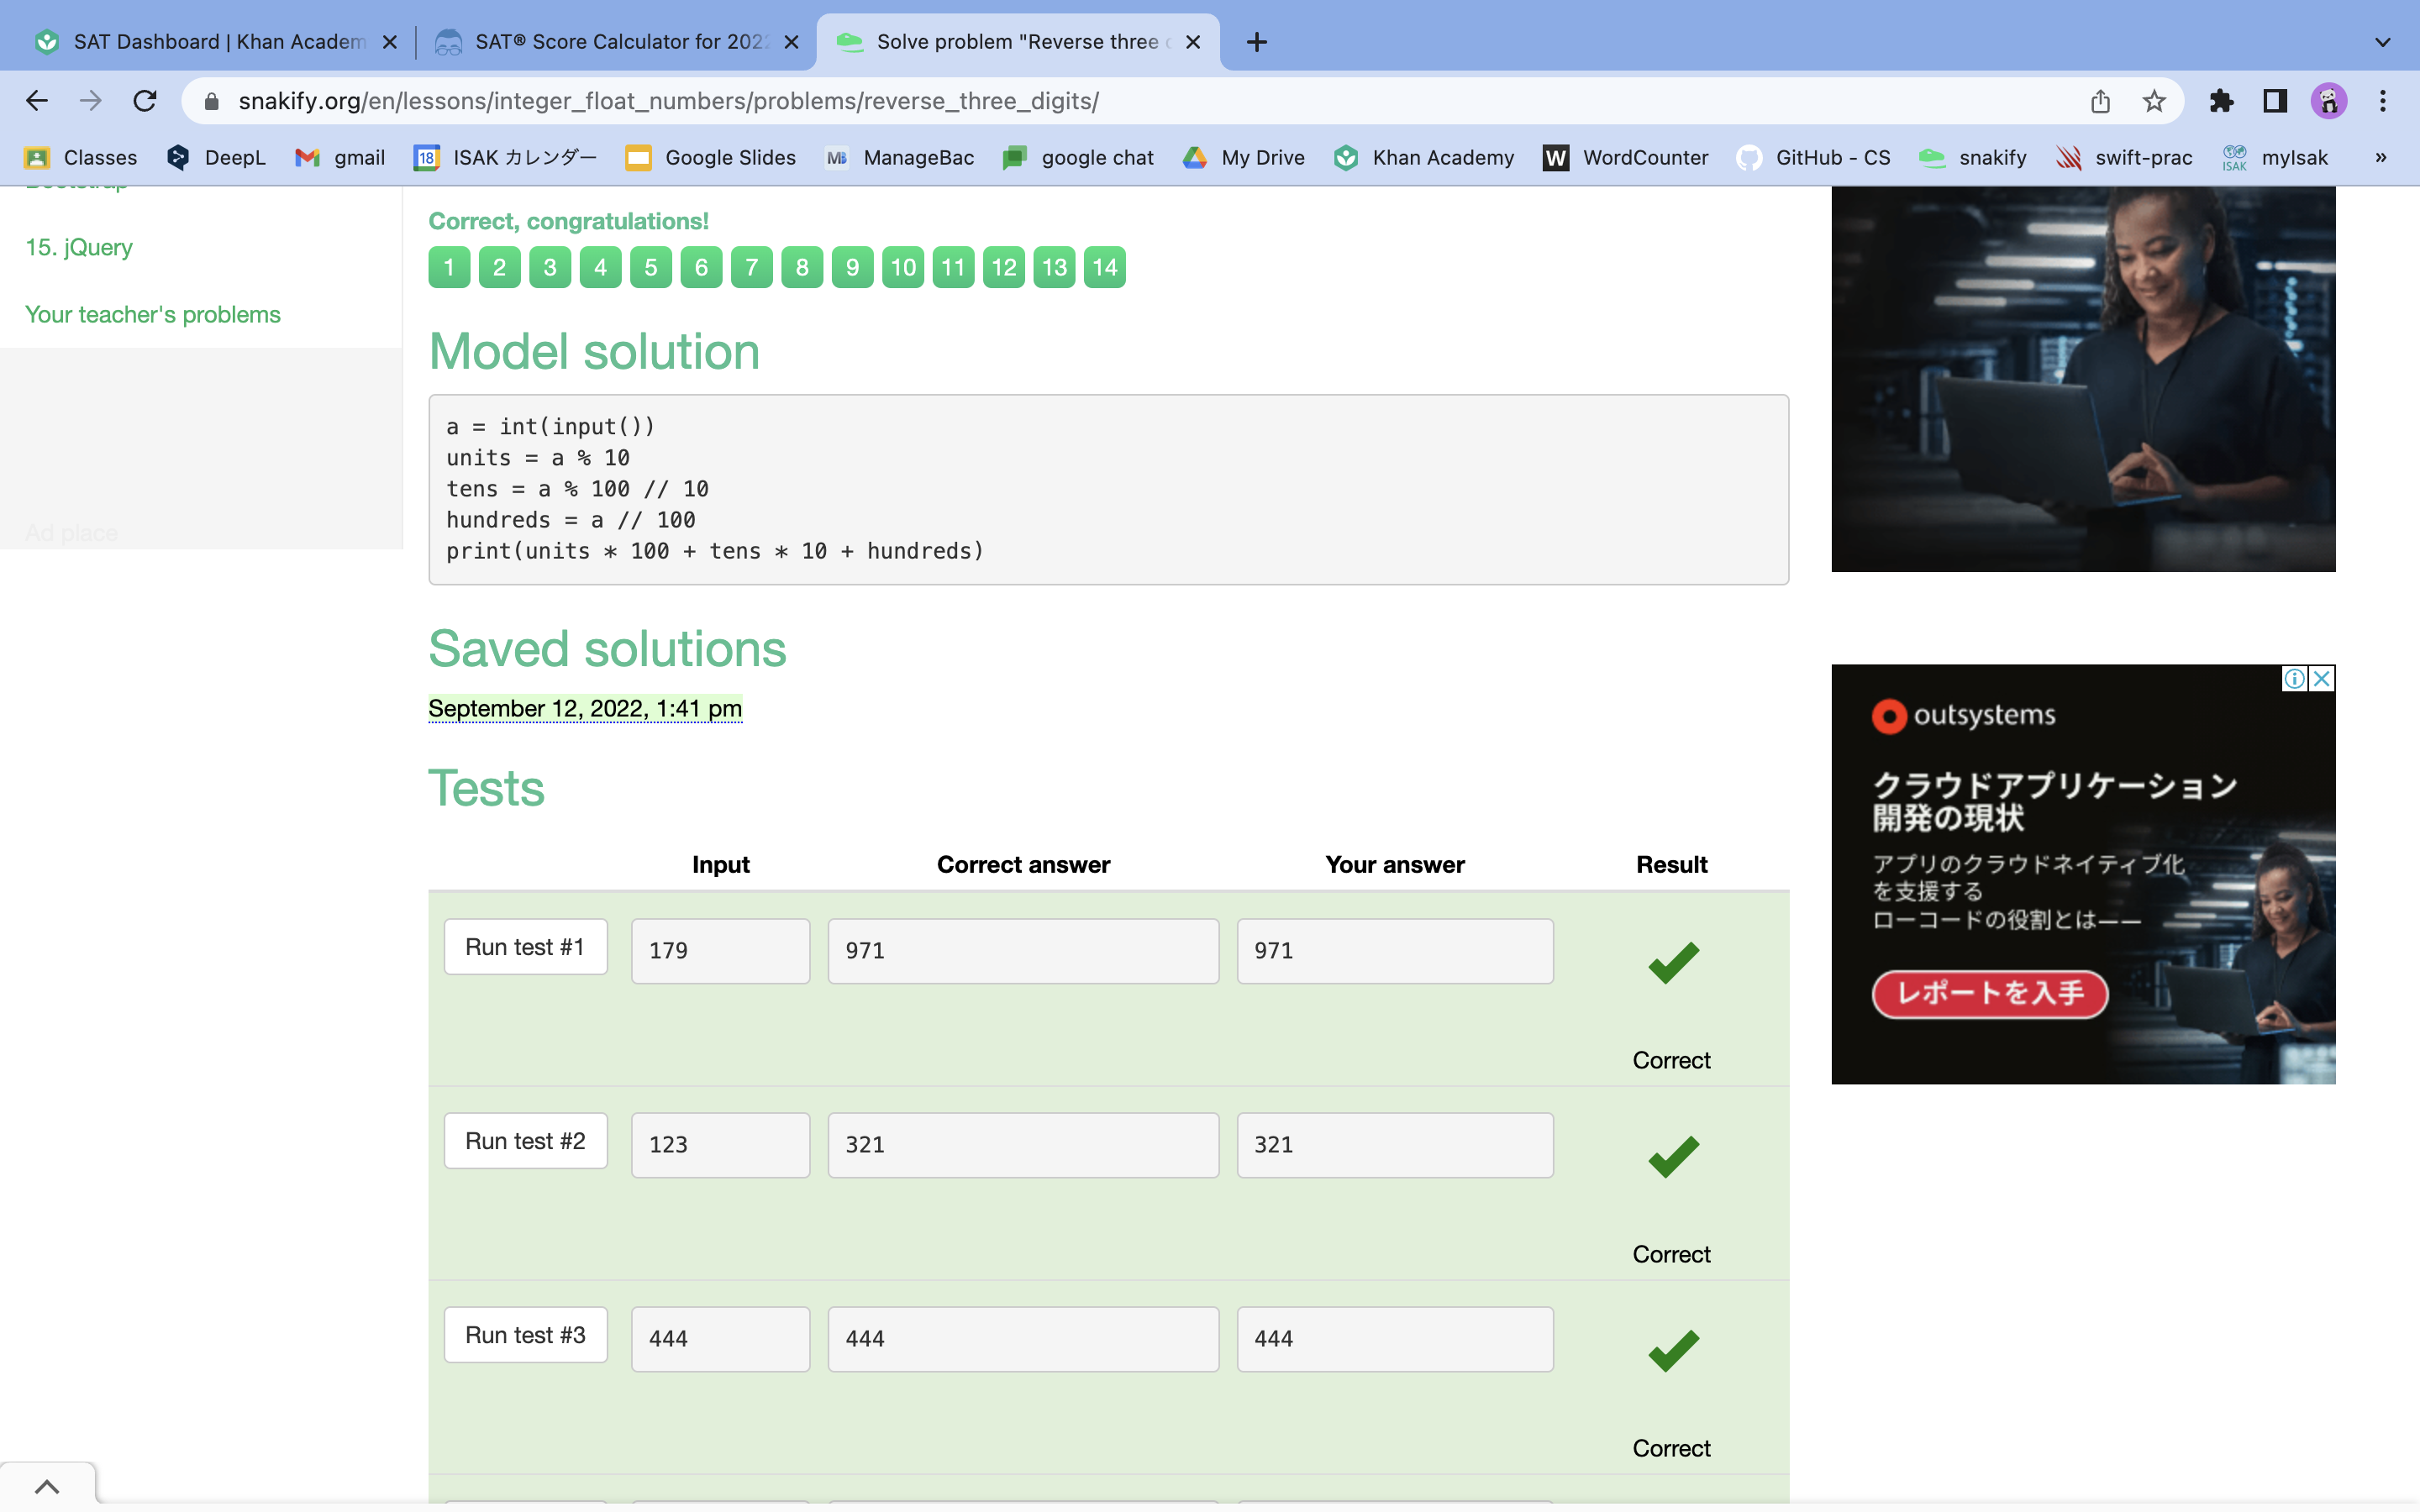 SAT Dashboard | Khan Academ
SAT® Score Calculator for 202
Solve problem "Reverse three
snakify.org/en/lessons/integer_float_numbers/problems/reverse_three_digits/
Classes
DeepL
gmail
18
ISAK カレンダー
Google Slides
MB
ManageBac
google chat
My Drive
Khan Academy
W
WordCounter
GitHub - CS
snakify
swift-prac
ISAK
myIsak
»
Bootstrap
15. jQuery
Your teacher's problems
Ad place
Correct, congratulations!
1 2 3 4 5 6 7 8 9 10 11 12 13 14
Model solution
a = int(input())
units = a % 10
tens = a % 100 // 10
hundreds = a // 100
print(units * 100 + tens * 10 + hundreds)
Saved solutions
September 12, 2022, 1:41 pm
Tests
Input Correct answer Your answer Result
Run test #1 179 971 971
Correct
Run test #2 123 321 321
Correct
Run test #3 444 444 444
Correct
outsystems
クラウドアプリケーション
開発の現状
アプリのクラウドネイティブ化
を支援する
ローコードの役割とは——
レポートを入手